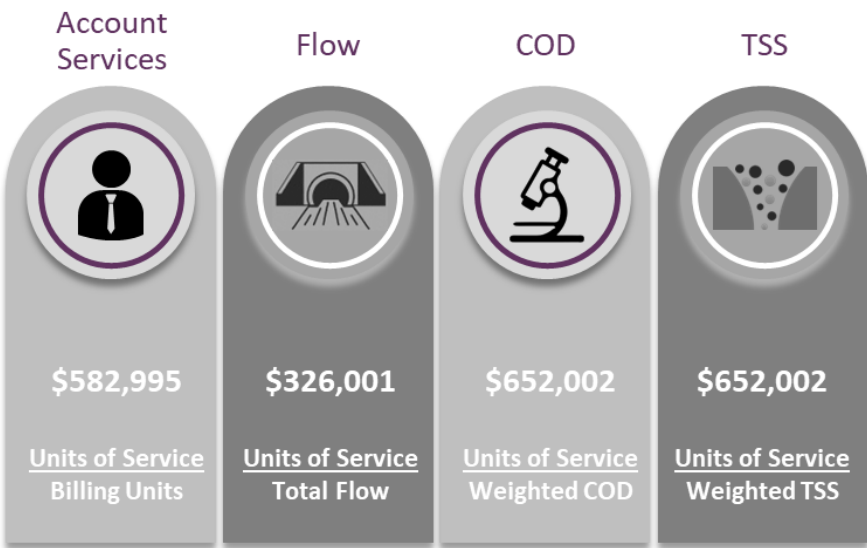 Account
Services
Flow
COD
TSS
$582,995
$326,001
$652,002
$652,002
Units of Service
Billing Units
Units of Service
Total Flow
Units of Service
Weighted COD
Units of Service
Weighted TSS